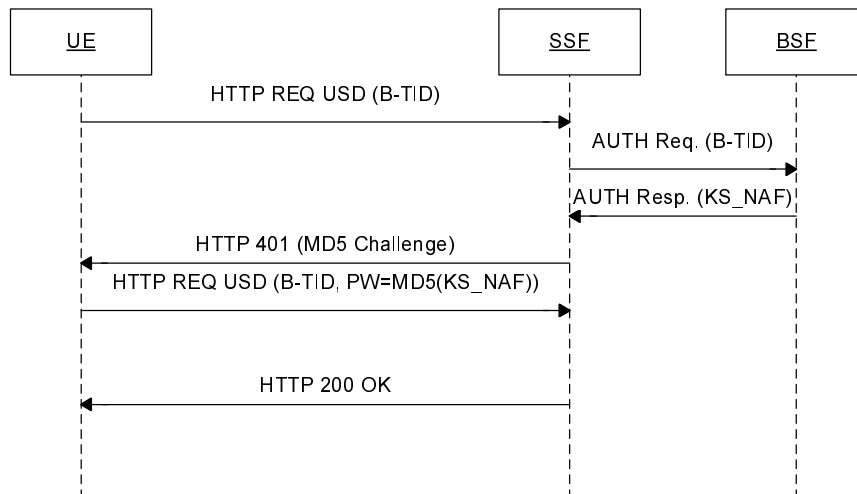 UE
SSF
BSF
HTTP REQ USD (B-TID)
AUTH Req. (B-TID)
AUTH Resp. (KS_NAF)
HTTP 401 (MD5 Challenge)
HTTP REQ USD (B-TID, PW=MD5(KS_NAF))
HTTP 200 OK